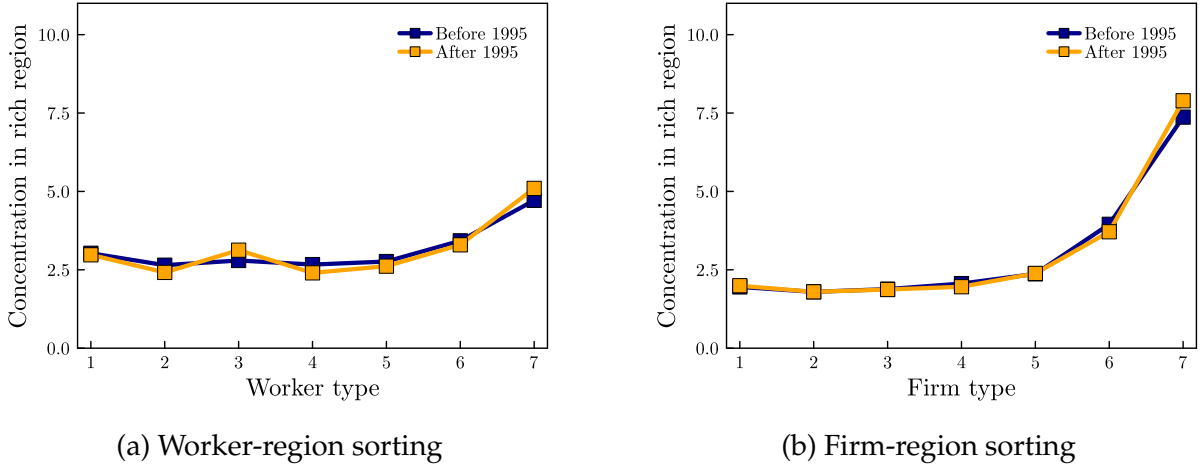 Concentration in rich region
10.0
7.5
5.0
2.5
0.0
Before 1995
After 1995
1 2 3 4 5 6 7
Worker type
(a) Worker-region sorting
Concentration in rich region
10.0
7.5
5.0
2.5
0.0
Before 1995
After 1995
1 2 3 4 5 6 7
Firm type
(b) Firm-region sorting